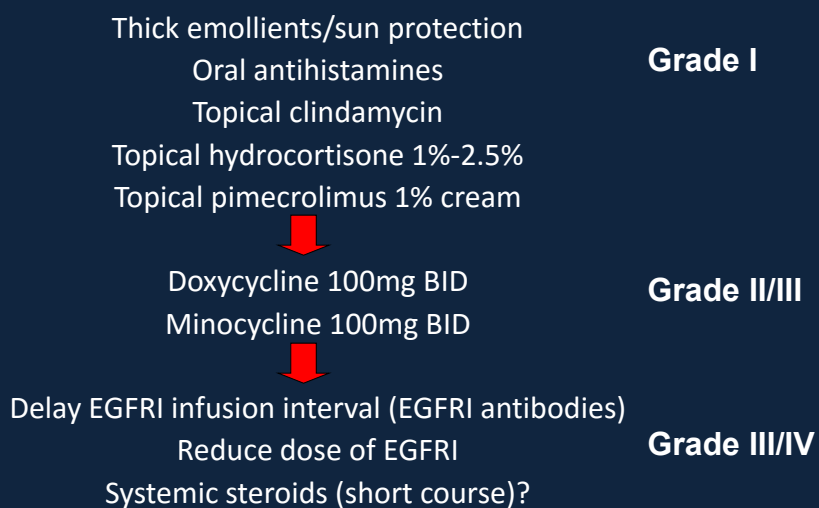 Thick emollients/sun protection
Oral antihistamines
Grade I
Topical clindamycin
Topical hydrocortisone 1%-2.5%
Topical pimecrolimus 1% cream
Doxycycline 100mg BID
Grade II/III
Minocycline 100mg BID
Delay EGFRI infusion interval (EGFRI antibodies)
Reduce dose of EGFRI
Grade III/IV
Systemic steroids (short course)?